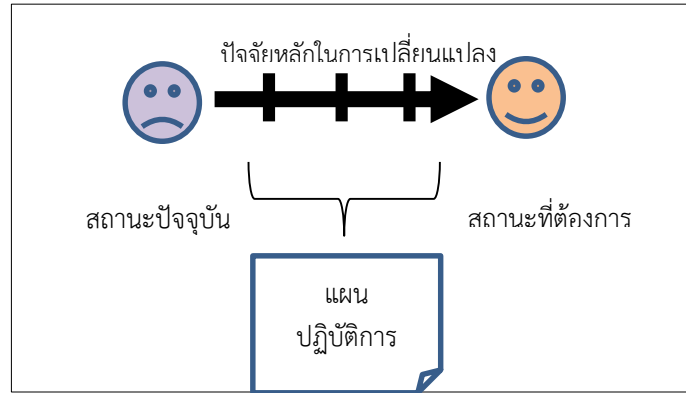 ปัจจัยหลักในการเปลี่ยนแปลง
สถานะปัจจุบัน
สถานะที่ต้องการ
แผน
ปฏิบัติการ